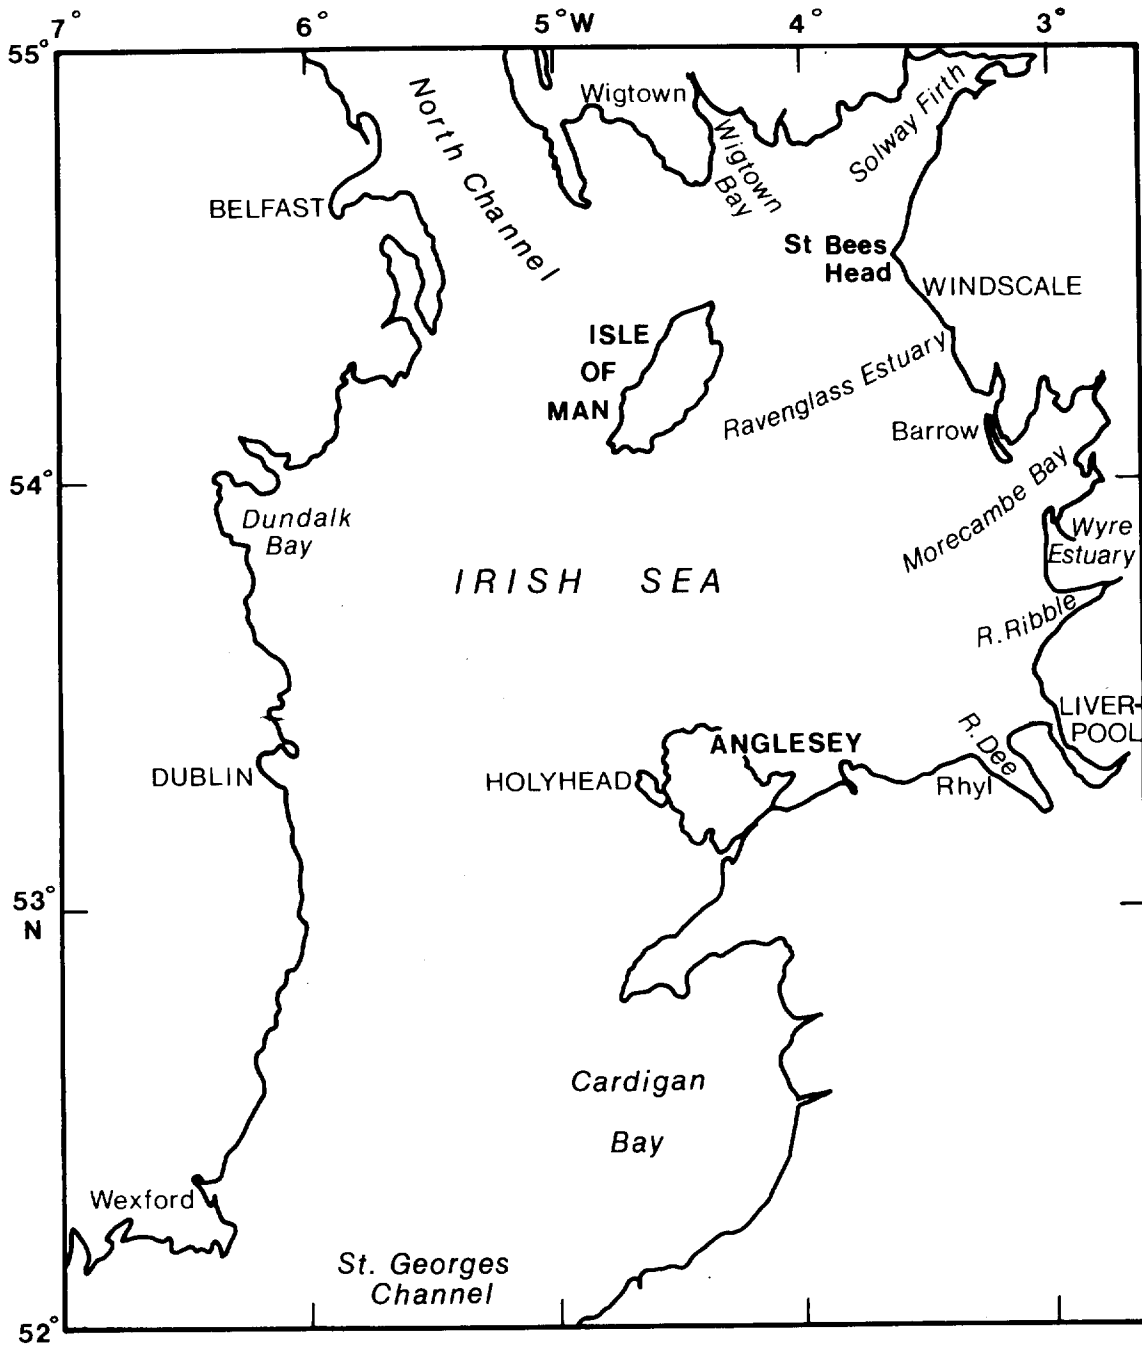 7° 6° 5°W 4° 3°
55°
Wigtown
North Channel
Solway Firth
Wigtown
Bay
BELFAST
St Bees
Head
WINDSCALE
ISLE
OF
MAN
Ravenglass Estuary
Barrow
54°
Morecambe Bay
Dundalk
Bay
Wyre
Estuary
IRISH SEA
R. Ribble
LIVER-
POOL
R. Dee
ANGLESEY
DUBLIN
HOLYHEAD
Rhyl
53°
N
Cardigan
Bay
Wexford
St. Georges
Channel
52°